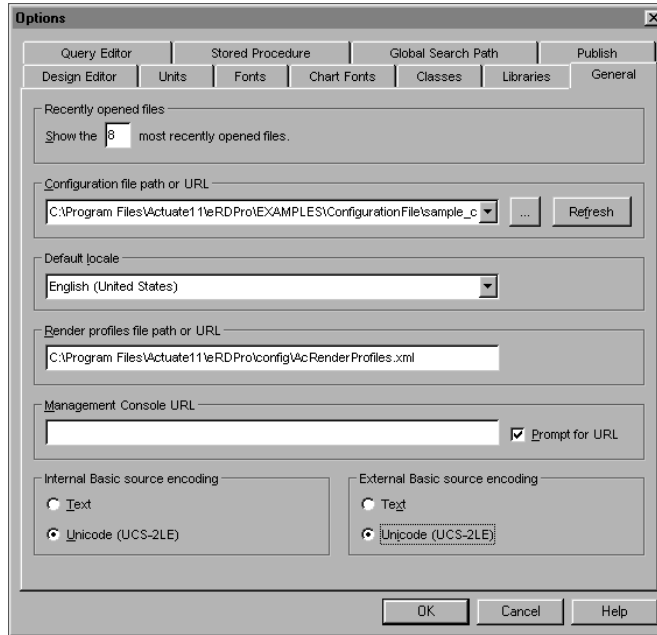 Options
Query Editor Stored Procedure Global Search Path Publish
Design Editor Units Fonts Chart Fonts Classes Libraries General
Recently opened files
Show the 8 most recently opened files.
Configuration file path or URL
C:\Program Files\Actuate11\eRDPro\EXAMPLES\ConfigurationFile\sample_c ... Refresh
Default locale
English (United States)
Render profiles file path or URL
C:\Program Files\Actuate11\eRDPro\config\AcRenderProfiles.xml
Management Console URL
Prompt for URL
Internal Basic source encoding External Basic source encoding
Text Text
Unicode (UCS-2LE) Unicode (UCS-2LE)
OK Cancel Help